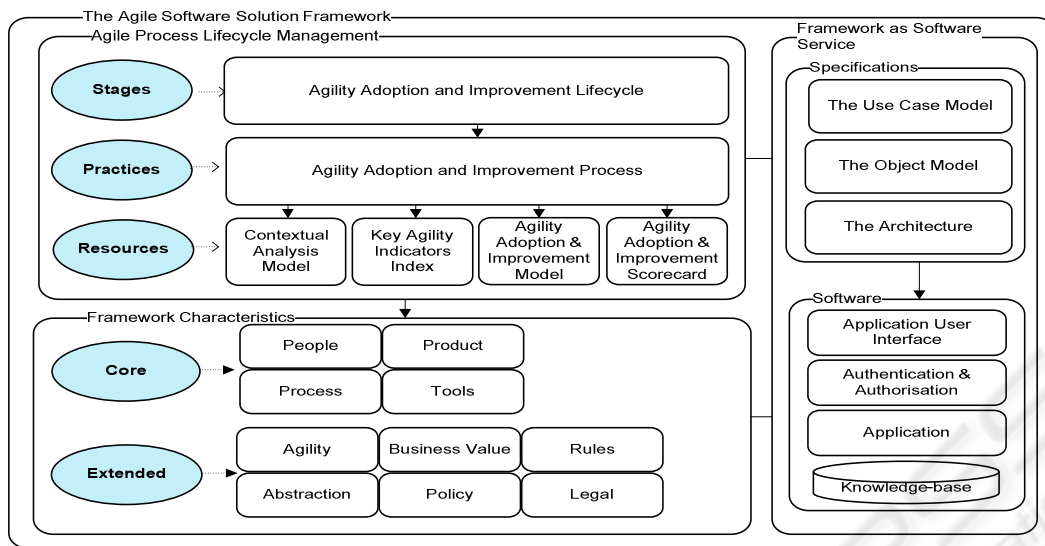 The Agile Software Solution Framework
Agile Process Lifecycle Management
Stages
Agility Adoption and Improvement Lifecycle
Practices
Agility Adoption and Improvement Process
Resources
Contextual
Analysis
Model
Key Agility
Indicators
Index
Agility
Adoption &
Improvement
Model
Agility
Adoption &
Improvement
Scorecard
Framework Characteristics
Core
People
Product
Process
Tools
Extended
Agility
Business Value
Rules
Abstraction
Policy
Legal
Framework as Software
Service
Specifications
The Use Case Model
The Object Model
The Architecture
Software
Application User
Interface
Authentication &
Authorisation
Application
Knowledge-base